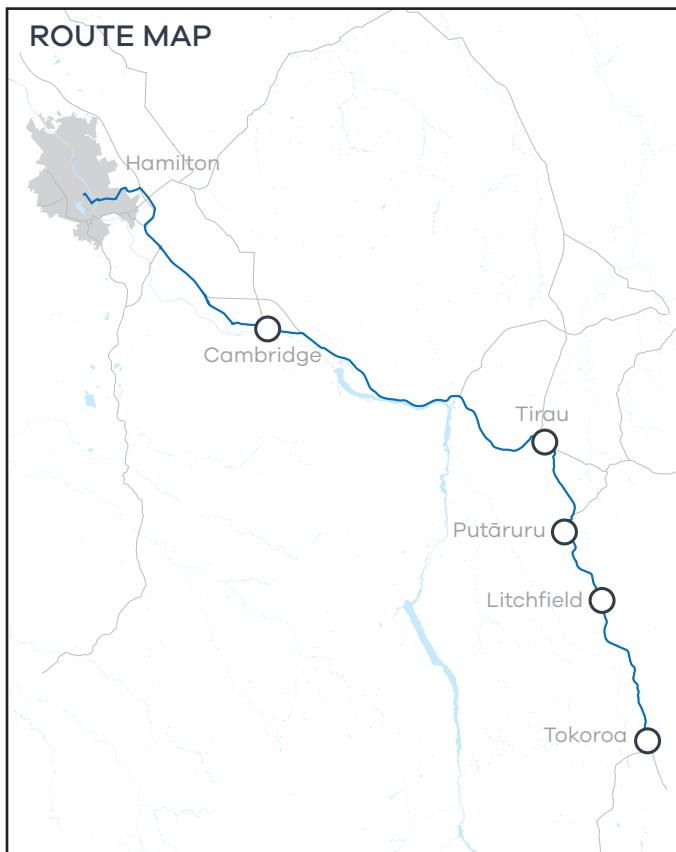 ROUTE MAP
Hamilton
Cambridge
Tirau
Putāruru
Litchfield
Tokoroa